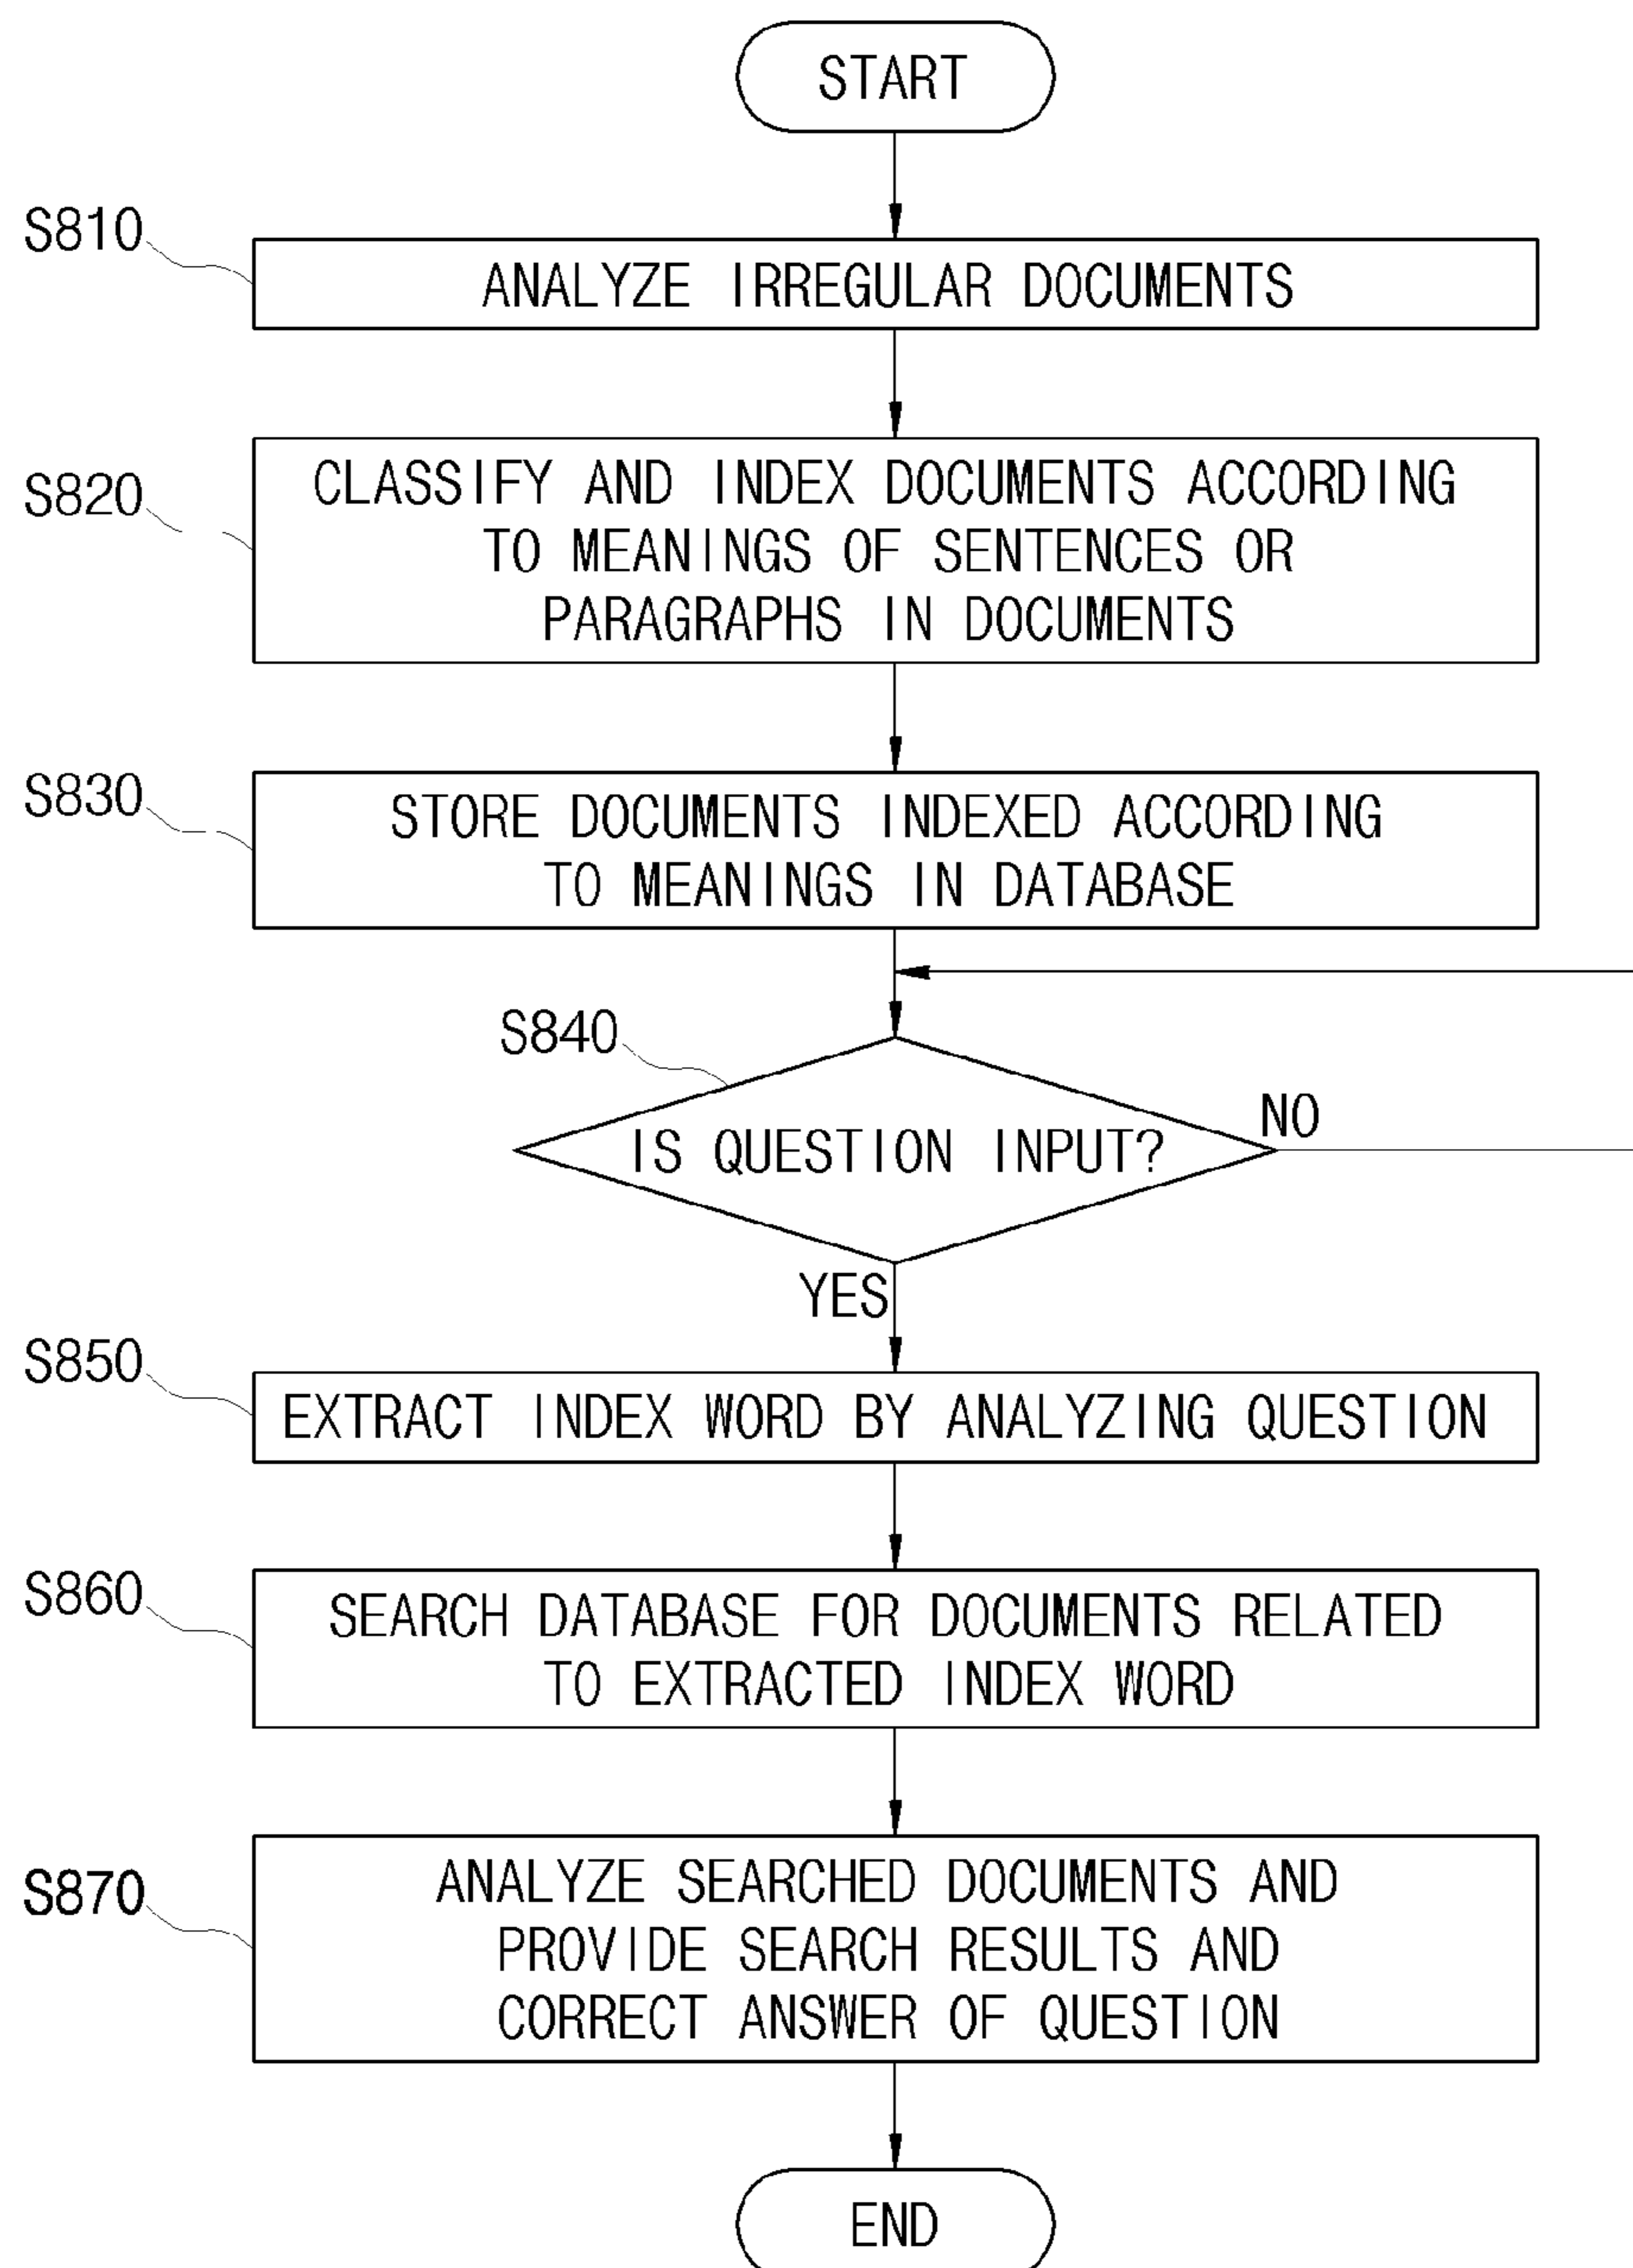 START
S810
ANALYZE IRREGULAR DOCUMENTS
S820
CLASSIFY AND INDEX DOCUMENTS ACCORDING
TO MEANINGS OF SENTENCES OR
PARAGRAPHS IN DOCUMENTS
S830
STORE DOCUMENTS INDEXED ACCORDING
TO MEANINGS IN DATABASE
S840
IS QUESTION INPUT?
NO
YES
S850
EXTRACT INDEX WORD BY ANALYZING QUESTION
S860
SEARCH DATABASE FOR DOCUMENTS RELATED
TO EXTRACTED INDEX WORD
S870
ANALYZE SEARCHED DOCUMENTS AND
PROVIDE SEARCH RESULTS AND
CORRECT ANSWER OF QUESTION
END